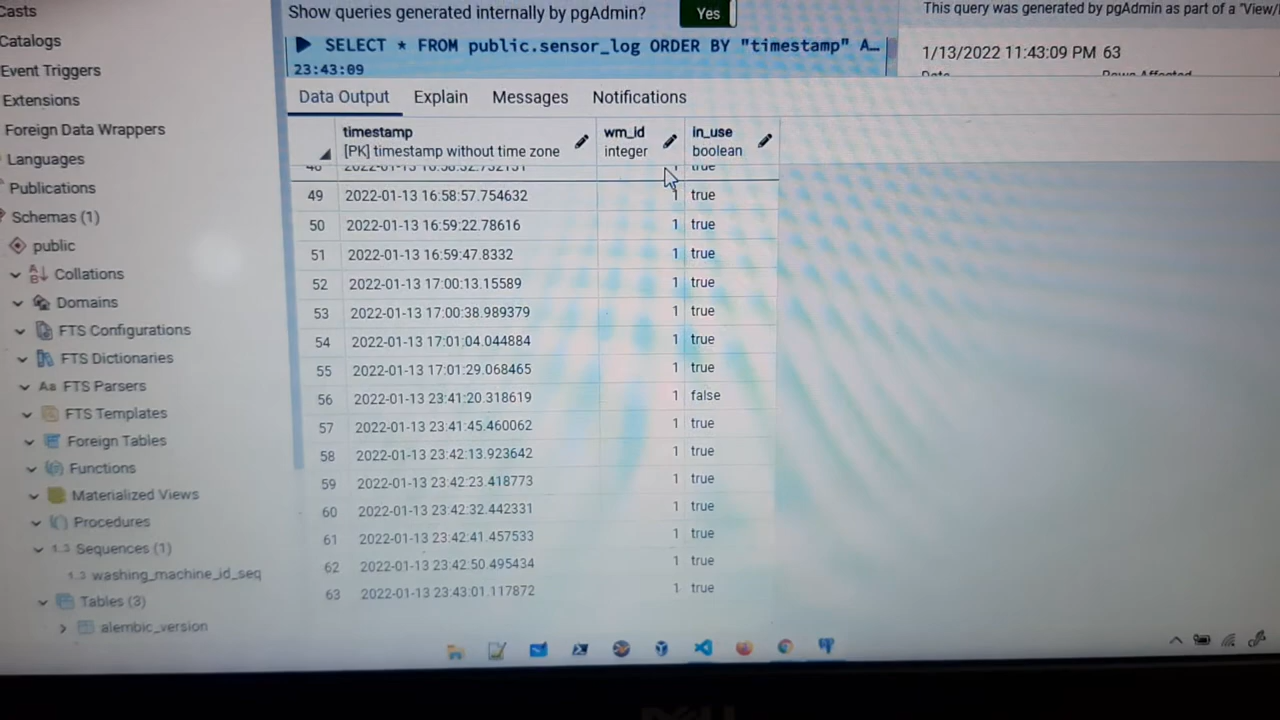 Casts
Catalogs
Event Triggers
Extensions
Foreign Data Wrappers
Languages
Publications
Schemas (1)
public
Collations
Domains
FTS Configurations
FTS Dictionaries
Aa FTS Parsers
FTS Templates
Foreign Tables
Functions
Materialized Views
Procedures
1..3 Sequences (1)
1..3 washing_machine_id_seq
Tables (3)
alembic_version
Show queries generated internally by pgAdmin? Yes
SELECT * FROM public.sensor_log ORDER BY "timestamp" A…
23:43:09
This query was generated by pgAdmin as part of a "View/
1/13/2022 11:43:09 PM 63
Date Rows Affected
Data Output Explain Messages Notifications
timestamp wm_id in_use
[PK] timestamp without time zone integer boolean
1 true
49 2022-01-13 16:58:57.754632 1 true
50 2022-01-13 16:59:22.78616 1 true
51 2022-01-13 16:59:47.8332 1 true
52 2022-01-13 17:00:13.15589 1 true
53 2022-01-13 17:00:38.989379 1 true
54 2022-01-13 17:01:04.044884 1 true
55 2022-01-13 17:01:29.068465 1 true
56 2022-01-13 23:41:20.318619 1 false
57 2022-01-13 23:41:45.460062 1 true
58 2022-01-13 23:42:13.923642 1 true
59 2022-01-13 23:42:23.418773 1 true
60 2022-01-13 23:42:32.442331 1 true
61 2022-01-13 23:42:41.457533 1 true
62 2022-01-13 23:42:50.495434 1 true
63 2022-01-13 23:43:01.117872 1 true